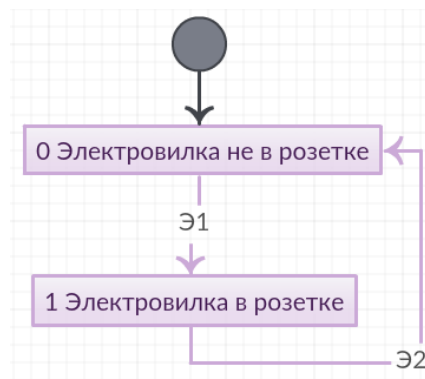 0 Электровилка не в розетке
Э1
1 Электровилка в розетке
Э2